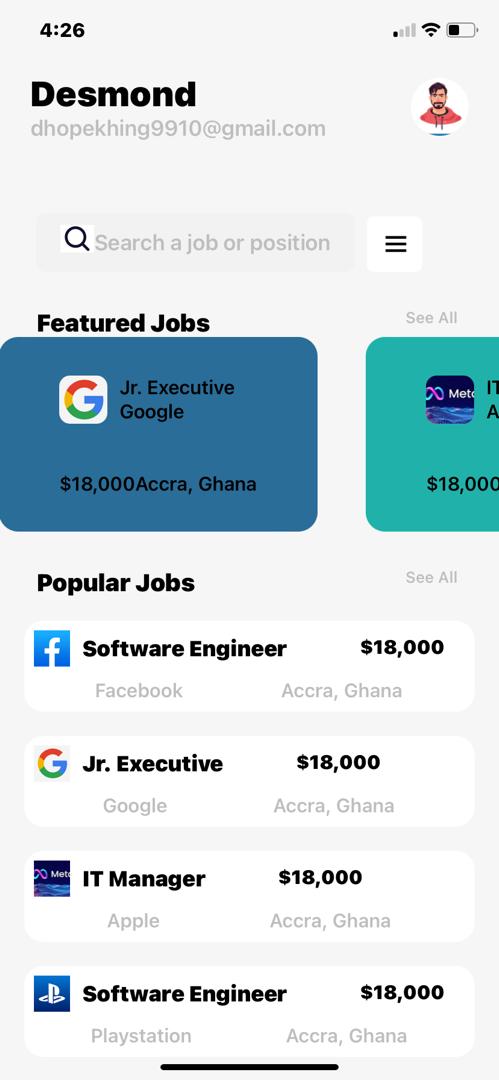 4:26
Desmond
dhopekhing9910@gmail.com
Search a job or position
Featured Jobs
See All
Jr. Executive
Google
$18,000Accra, Ghana
Meta
IT
A
$18,000
Popular Jobs
See All
Software Engineer $18,000
Facebook Accra, Ghana
Jr. Executive $18,000
Google Accra, Ghana
Meta
IT Manager $18,000
Apple Accra, Ghana
Software Engineer $18,000
Playstation Accra, Ghana